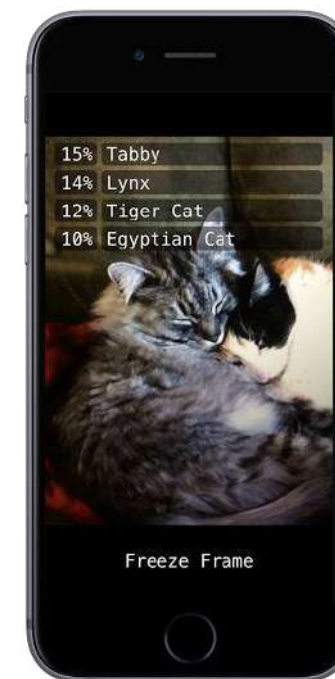 15% Tabby
14% Lynx
12% Tiger Cat
10% Egyptian Cat
Freeze Frame